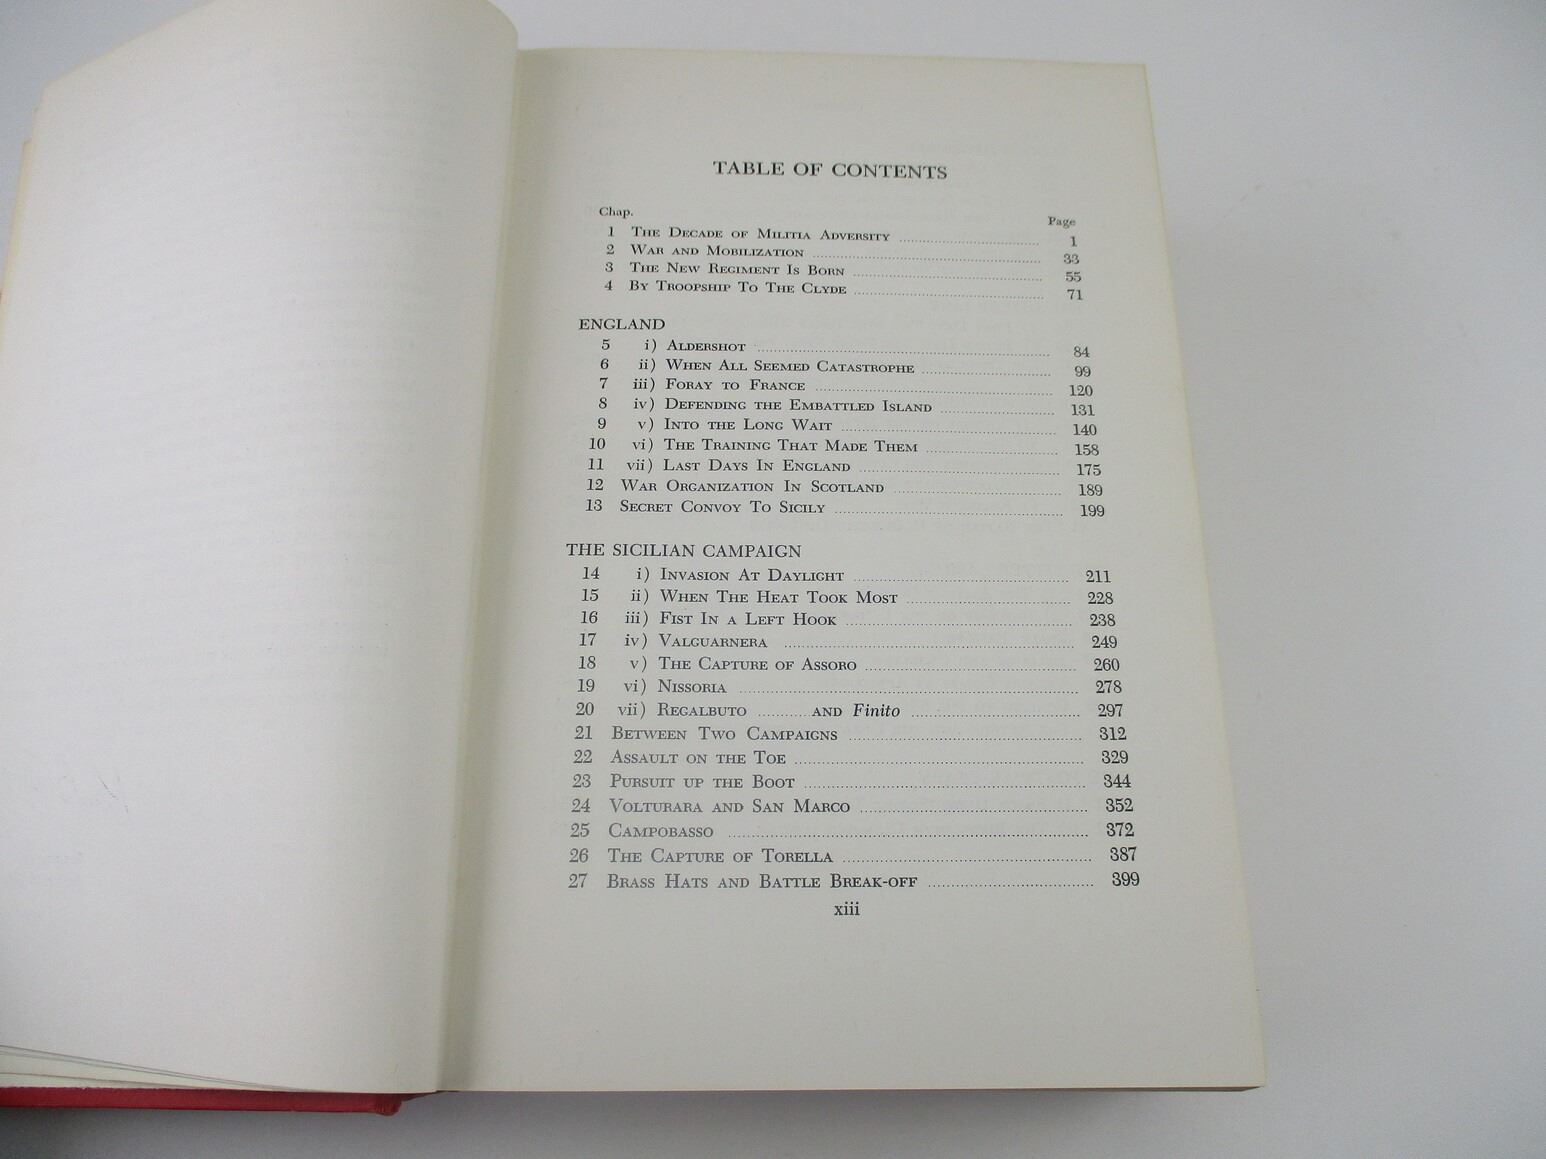 TABLE OF CONTENTS
Chap. Page
1 The Decade of Militia Adversity 1
2 War and Mobilization 33
3 The New Regiment Is Born 55
4 By Troopship To The Clyde 71
ENGLAND
5 i) Aldershot 84
6 ii) When All Seemed Catastrophe 99
7 iii) Foray to France 120
8 iv) Defending the Embattled Island 131
9 v) Into the Long Wait 140
10 vi) The Training That Made Them 158
11 vii) Last Days In England 175
12 War Organization In Scotland 189
13 Secret Convoy To Sicily 199
THE SICILIAN CAMPAIGN
14 i) Invasion At Daylight 211
15 ii) When The Heat Took Most 228
16 iii) Fist In a Left Hook 238
17 iv) Valguarnera 249
18 v) The Capture of Assoro 260
19 vi) Nissoria 278
20 vii) Regalbuto .......... and Finito 297
21 Between Two Campaigns 312
22 Assault on the Toe 329
23 Pursuit up the Boot 344
24 Volturara and San Marco 352
25 Campobasso 372
26 The Capture of Torella 387
27 Brass Hats and Battle Break-off 399
xiii